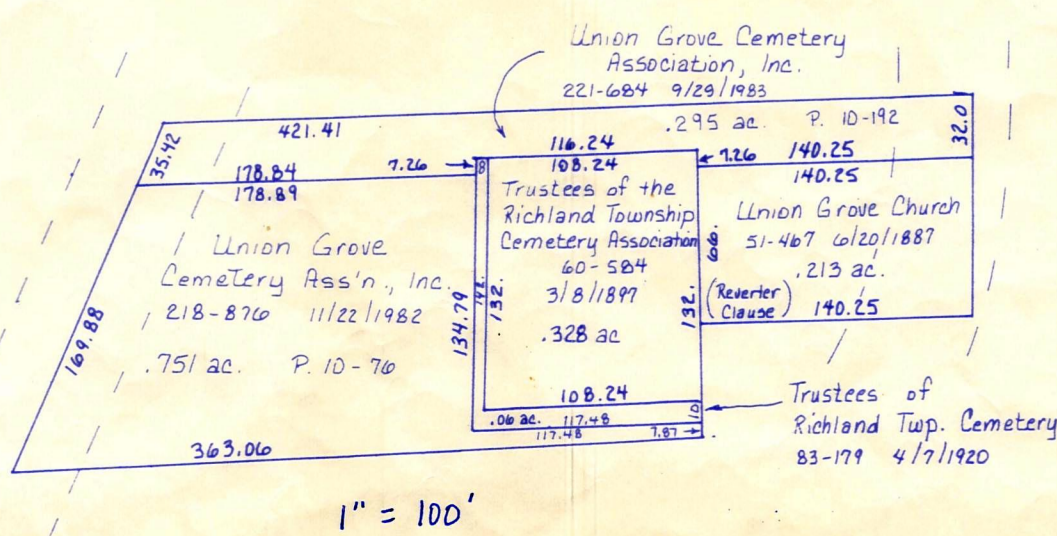 Union Grove Cemetery
Association, Inc.
221-684 9/29/1983
.295 ac. P. 10-192
32.0
421.41
35.42
116.24
108.24
7.26
7.26
140.25
140.25
178.84
178.89
8
Trustees of the
Richland Township
Cemetery Association
60-584
3/8/1897
.328 ac
Union Grove Church
51-467 6/20/1887
.213 ac.
(Reverter
Clause)
140.25
66.
Union Grove
Cemetery Ass'n., Inc.
218-876 11/22/1982
.751 ac. P. 10-76
169.88
134.79
142.
132.
132.
108.24
10
.06 ac. 117.48
117.48
7.87
363.06
Trustees of
Richland Twp. Cemetery
83-179 4/7/1920
1" = 100'